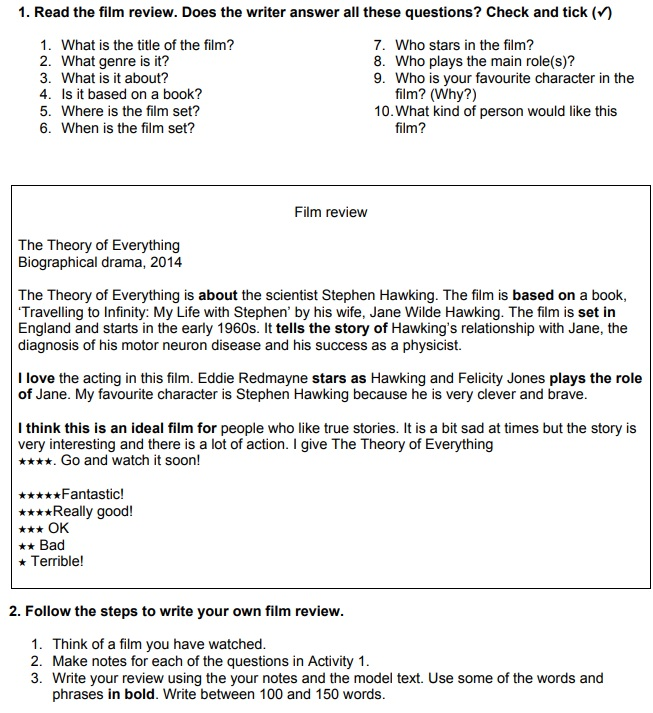 1. Read the film review. Does the writer answer all these questions? Check and tick (✓)
1. What is the title of the film?
2. What genre is it?
3. What is it about?
4. Is it based on a book?
5. Where is the film set?
6. When is the film set?
7. Who stars in the film?
8. Who plays the main role(s)?
9. Who is your favourite character in the
film? (Why?)
10. What kind of person would like this
film?
Film review
The Theory of Everything
Biographical drama, 2014
The Theory of Everything is about the scientist Stephen Hawking. The film is based on a book,
'Travelling to Infinity: My Life with Stephen' by his wife, Jane Wilde Hawking. The film is set in
England and starts in the early 1960s. It tells the story of Hawking's relationship with Jane, the
diagnosis of his motor neuron disease and his success as a physicist.
I love the acting in this film. Eddie Redmayne stars as Hawking and Felicity Jones plays the role
of Jane. My favourite character is Stephen Hawking because he is very clever and brave.
I think this is an ideal film for people who like true stories. It is a bit sad at times but the story is
very interesting and there is a lot of action. I give The Theory of Everything
★★★★. Go and watch it soon!
★★★★★Fantastic!
★★★★Really good!
★★★ OK
★★ Bad
★ Terrible!
2. Follow the steps to write your own film review.
1. Think of a film you have watched.
2. Make notes for each of the questions in Activity 1.
3. Write your review using the your notes and the model text. Use some of the words and
phrases in bold. Write between 100 and 150 words.